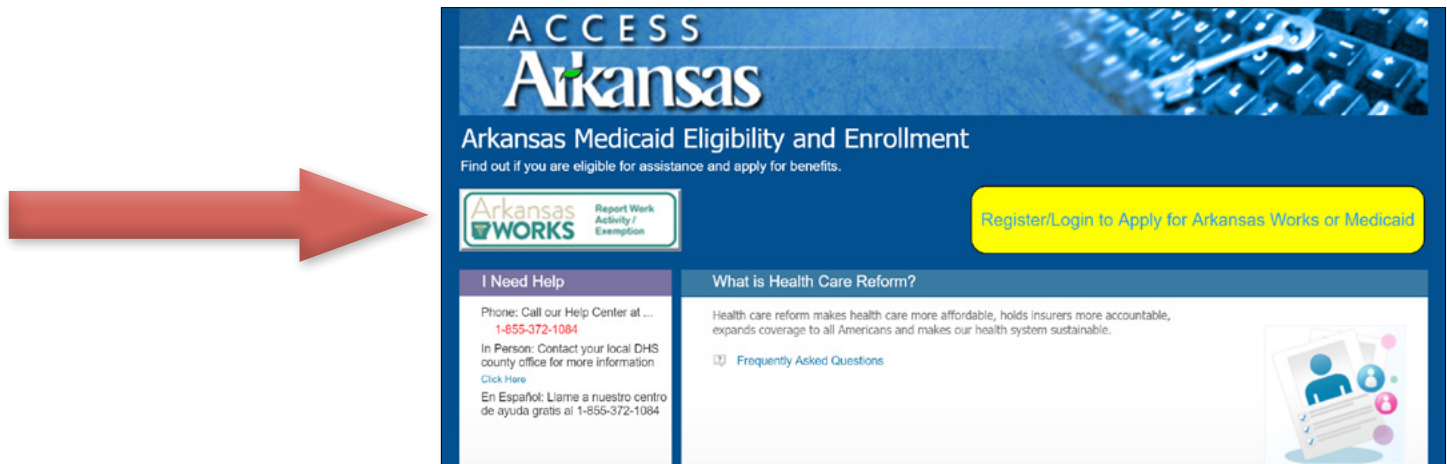 ACCESS
Arkansas
Arkansas Medicaid Eligibility and Enrollment
Find out if you are eligible for assistance and apply for benefits.
Arkansas
WORKS
Report Work
Activity /
Exemption
Register/Login to Apply for Arkansas Works or Medicaid
I Need Help
Phone: Call our Help Center at ...
1-855-372-1084
In Person: Contact your local DHS
county office for more information
Click Here
En Español: Llame a nuestro centro
de ayuda gratis al 1-855-372-1084
What is Health Care Reform?
Health care reform makes health care more affordable, holds insurers more accountable,
expands coverage to all Americans and makes our health system sustainable.
Frequently Asked Questions